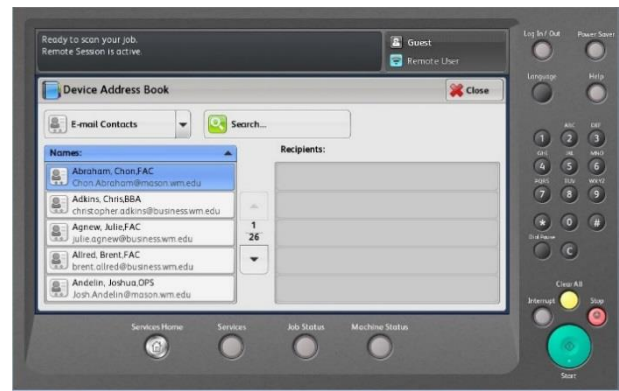 Ready to scan your job.
Remote Session is active.
Guest
Remote User
Log In / Out
Power Saver
Device Address Book
Close
Language
Help
E-mail Contacts
Search...
Names:
Recipients:
Abraham, Chon,FAC
Chon.Abraham@mason.wm.edu
Adkins, Chris,BBA
christopher.adkins@business.wm.edu
Agnew, Julie,FAC
julie.agnew@business.wm.edu
Allred, Brent,FAC
brent.allred@business.wm.edu
Andelin, Joshua,OPS
Josh.Andelin@mason.wm.edu
1
26
ABC
DEF
1
2
3
GHI
JKL
MNO
4
5
6
PQRS
TUV
WXYZ
7
8
9
*
0
#
Dial Pause
C
Clear All
Interrupt
Stop
Services Home
Services
Job Status
Machine Status
Start